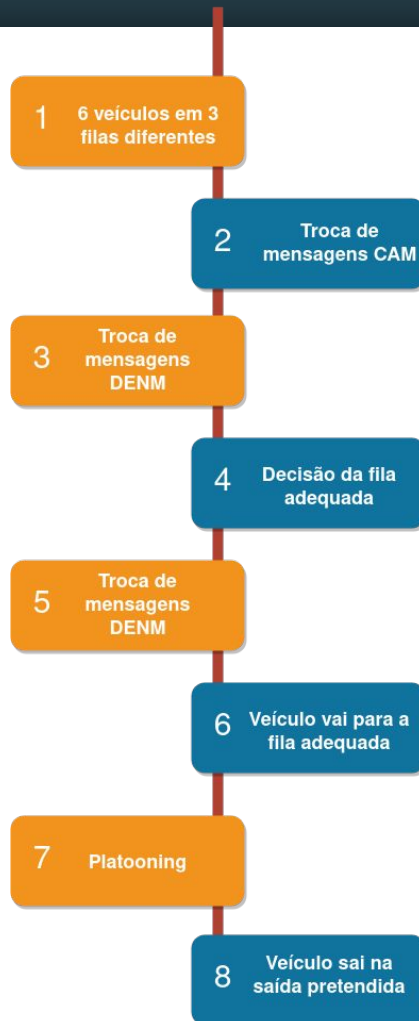 1
6 veículos em 3
filas diferentes
2
Troca de
mensagens CAM
3
Troca de
mensagens
DENM
4
Decisão da fila
adequada
5
Troca de
mensagens
DENM
6
Veículo vai para a
fila adequada
7
Platooning
8
Veículo sai na
saída pretendida